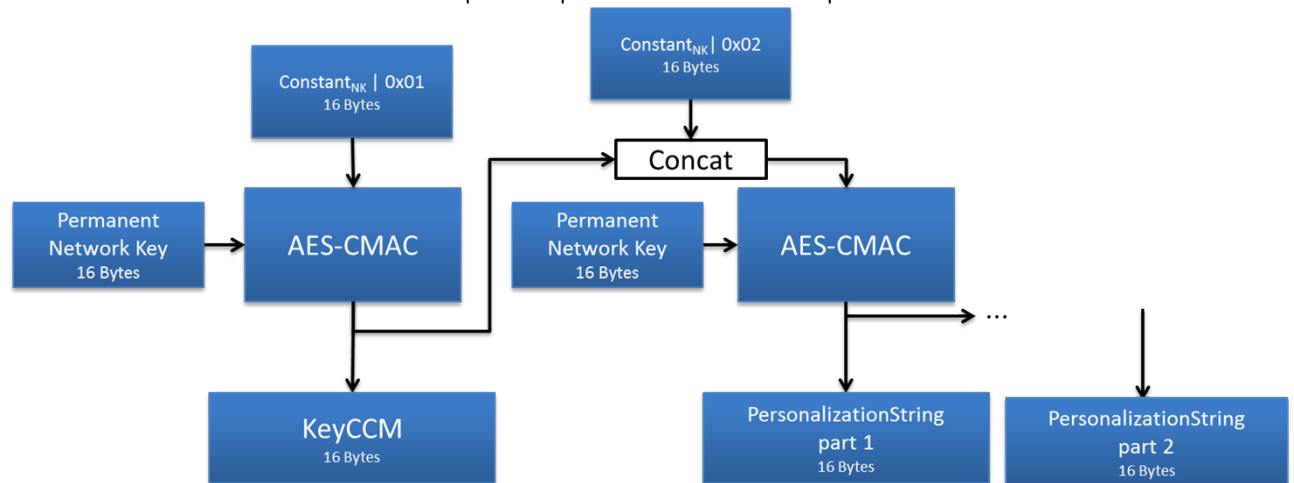 Constant_NK | 0x01
16 Bytes
Constant_NK| 0x02
16 Bytes
Concat
Permanent
Network Key
16 Bytes
AES-CMAC
Permanent
Network Key
16 Bytes
AES-CMAC
...
KeyCCM
16 Bytes
PersonalizationString
part 1
16 Bytes
PersonalizationString
part 2
16 Bytes